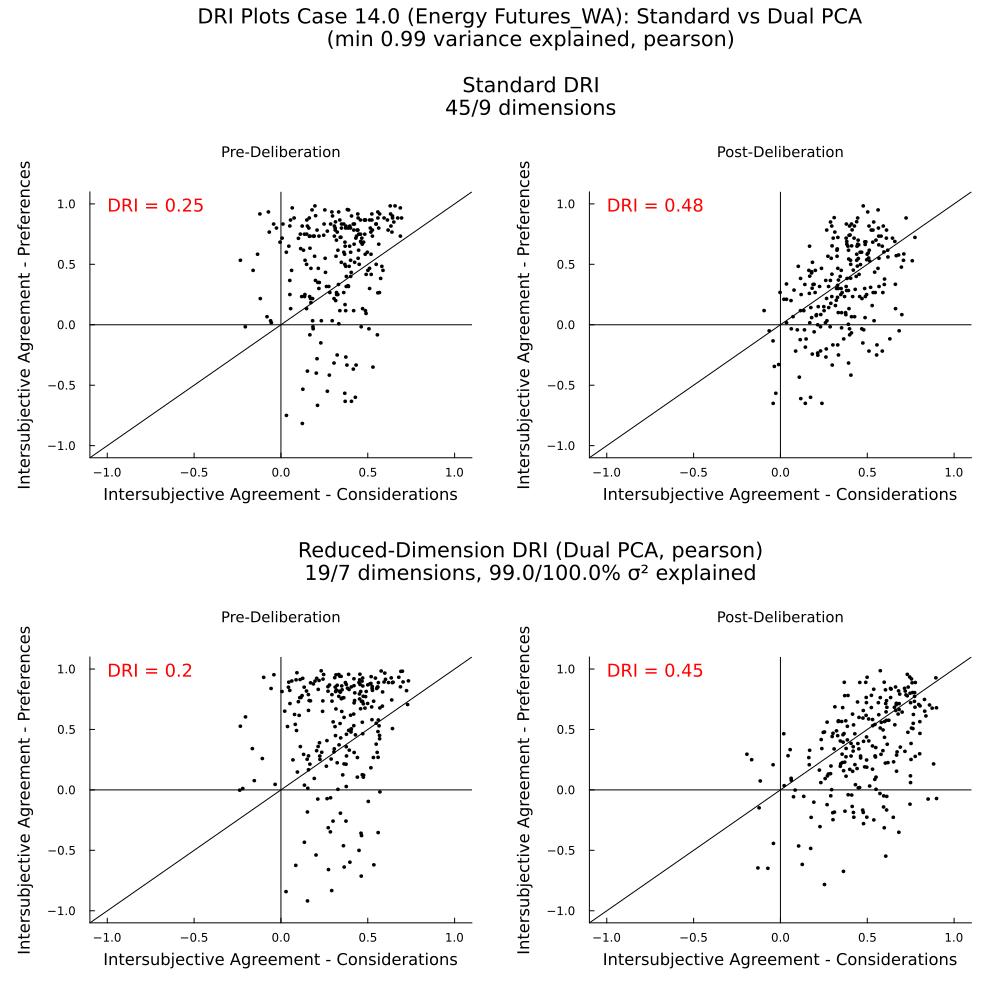 DRI Plots Case 14.0 (Energy Futures_WA): Standard vs Dual PCA
(min 0.99 variance explained, pearson)
Standard DRI
45/9 dimensions
Pre-Deliberation
DRI = 0.25
Intersubjective Agreement - Preferences
1.0
0.5
0.0
−0.5
−1.0
−1.0 −0.5 0.0 0.5 1.0
Intersubjective Agreement - Considerations
Post-Deliberation
DRI = 0.48
Intersubjective Agreement - Preferences
1.0
0.5
0.0
−0.5
−1.0
−1.0 −0.5 0.0 0.5 1.0
Intersubjective Agreement - Considerations
Reduced-Dimension DRI (Dual PCA, pearson)
19/7 dimensions, 99.0/100.0% σ² explained
Pre-Deliberation
DRI = 0.2
Intersubjective Agreement - Preferences
1.0
0.5
0.0
−0.5
−1.0
−1.0 −0.5 0.0 0.5 1.0
Intersubjective Agreement - Considerations
Post-Deliberation
DRI = 0.45
Intersubjective Agreement - Preferences
1.0
0.5
0.0
−0.5
−1.0
−1.0 −0.5 0.0 0.5 1.0
Intersubjective Agreement - Considerations